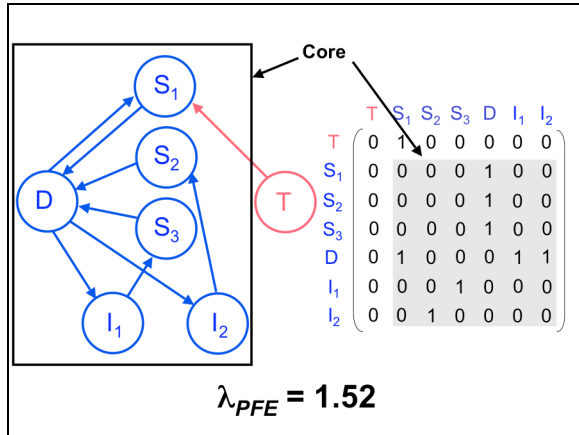 Core
S₁
S₂
D
T
S₃
I₁
I₂
T S₁ S₂ S₃ D I₁ I₂
T 0 1 0 0 0 0 0
S₁ 0 0 0 0 1 0 0
S₂ 0 0 0 0 1 0 0
S₃ 0 0 0 0 1 0 0
D 0 1 0 0 0 1 1
I₁ 0 0 0 1 0 0 0
I₂ 0 0 1 0 0 0 0
λPFE = 1.52